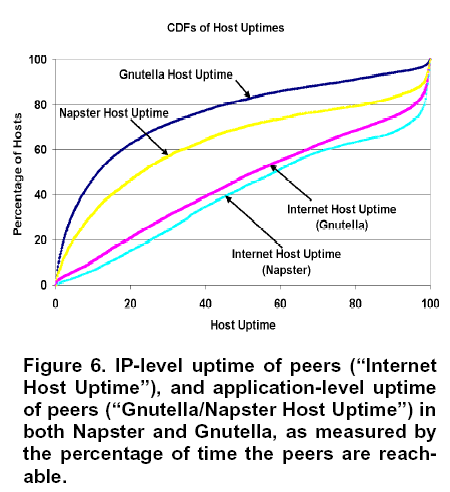 CDFs of Host Uptimes
Percentage of Hosts
100
80
60
40
20
0
Gnutella Host Uptime
Napster Host Uptime
Internet Host Uptime
(Gnutella)
Internet Host Uptime
(Napster)
0 20 40 60 80 100
Host Uptime
Figure 6. IP-level uptime of peers (“Internet
Host Uptime”), and application-level uptime
of peers (“Gnutella/Napster Host Uptime”) in
both Napster and Gnutella, as measured by
the percentage of time the peers are reach-
able.